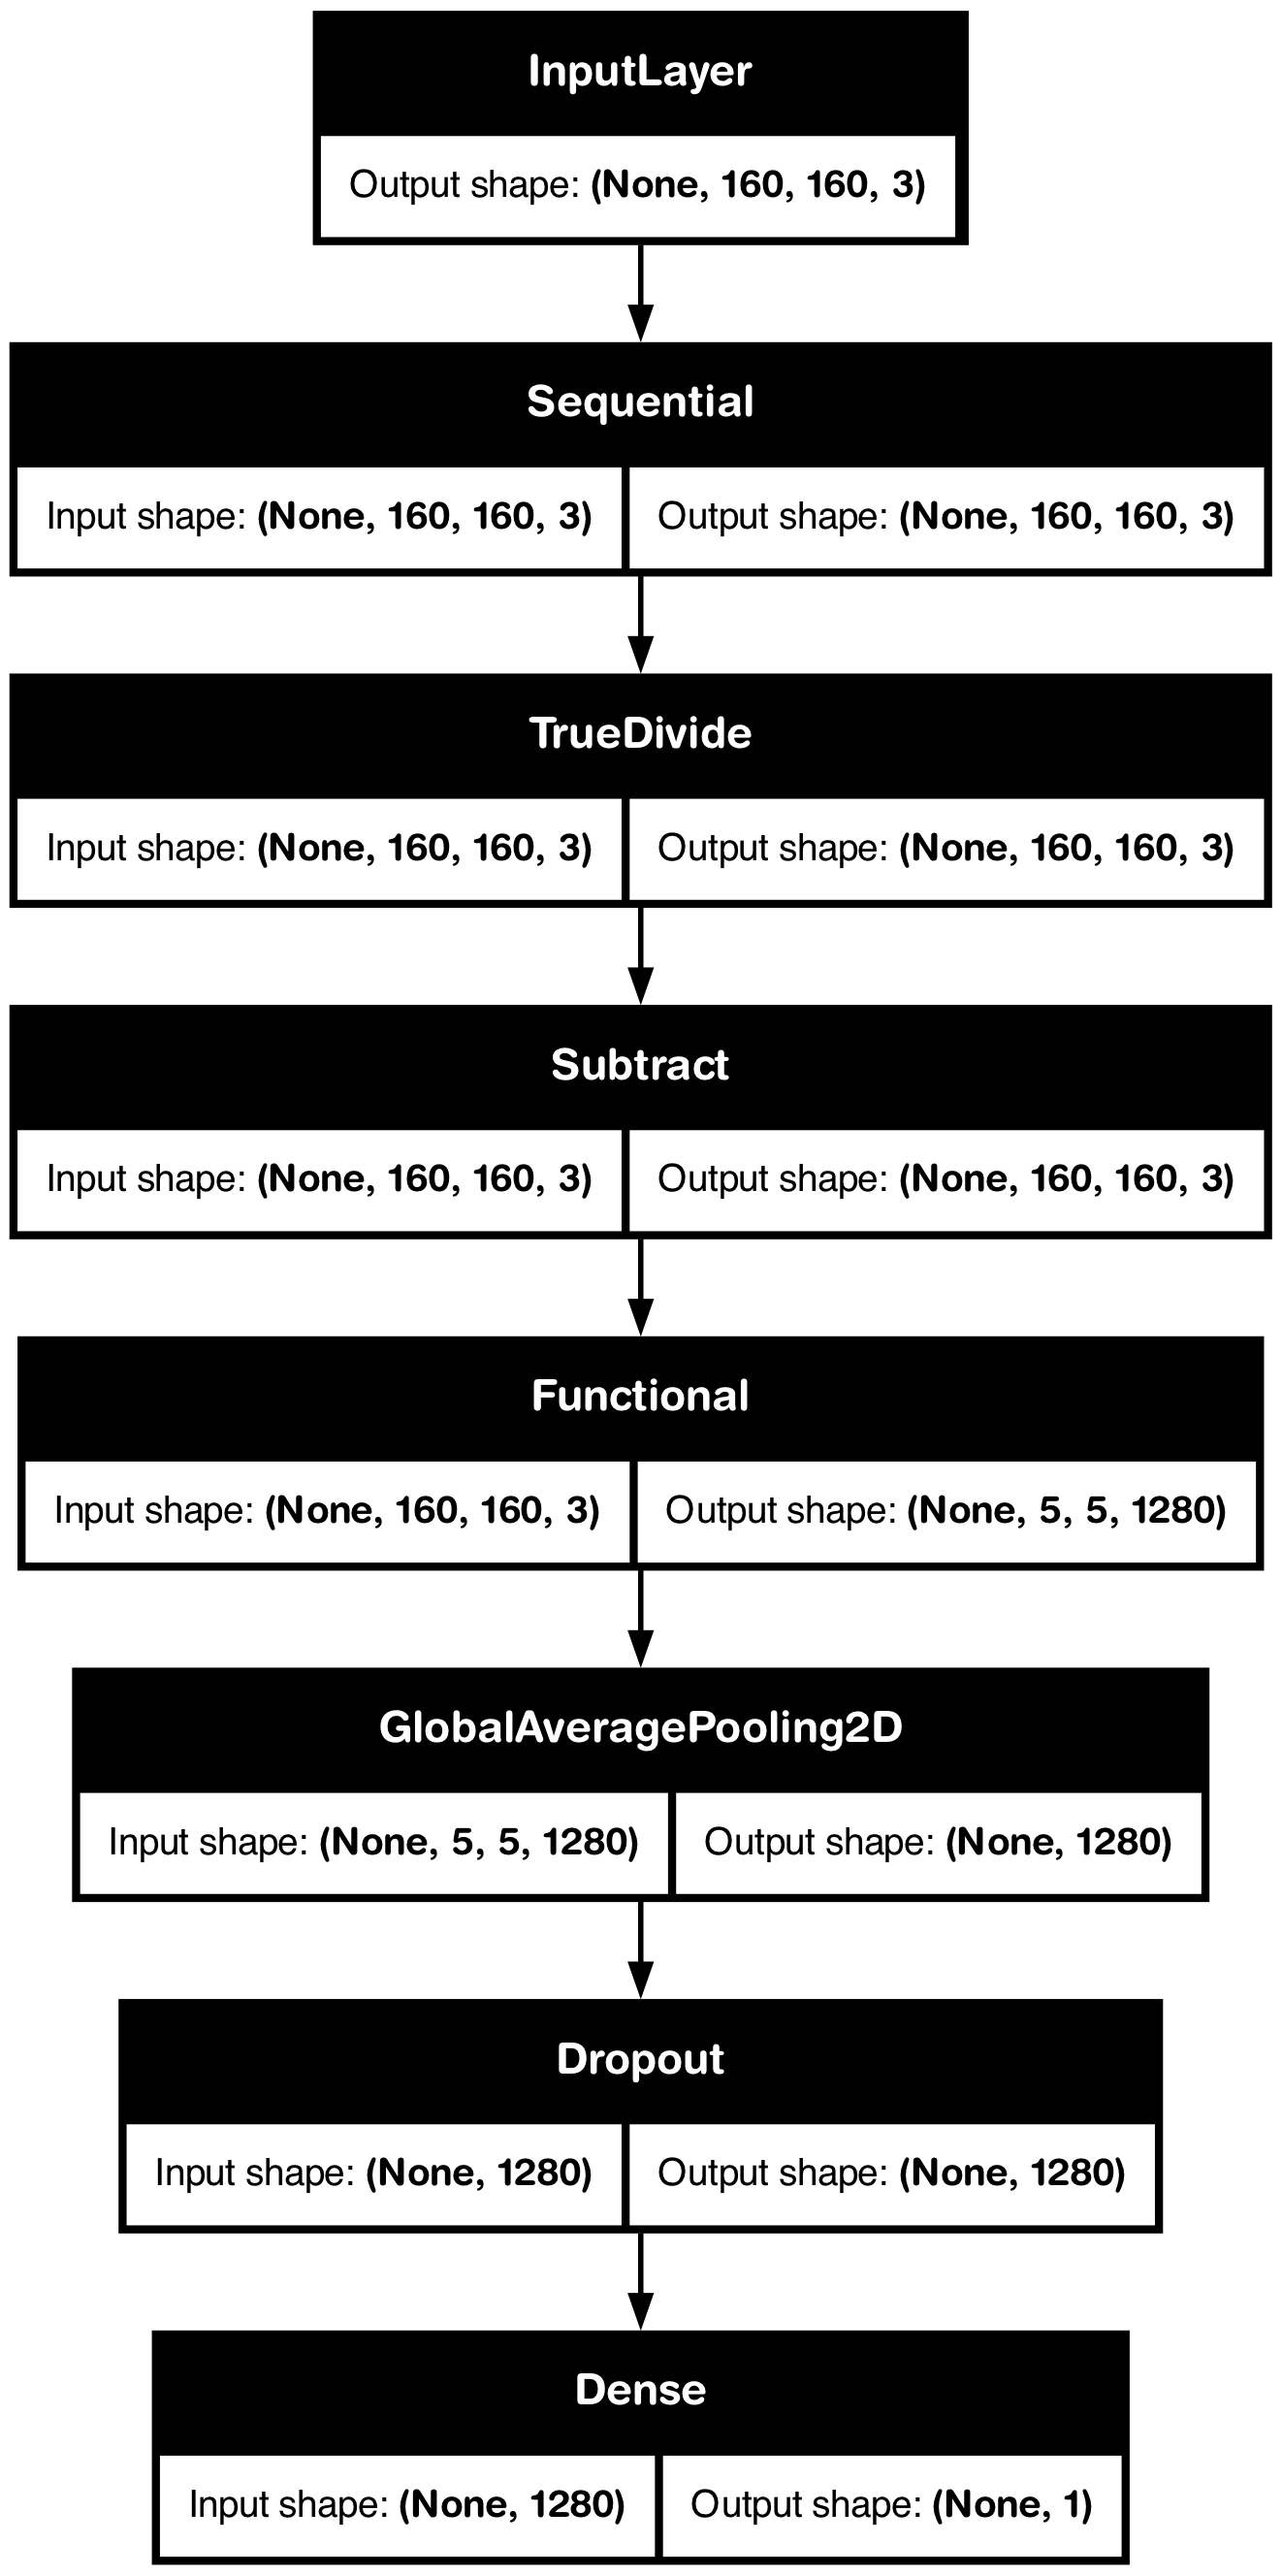 InputLayer
Output shape: (None, 160, 160, 3)
Sequential
Input shape: (None, 160, 160, 3) Output shape: (None, 160, 160, 3)
TrueDivide
Input shape: (None, 160, 160, 3) Output shape: (None, 160, 160, 3)
Subtract
Input shape: (None, 160, 160, 3) Output shape: (None, 160, 160, 3)
Functional
Input shape: (None, 160, 160, 3) Output shape: (None, 5, 5, 1280)
GlobalAveragePooling2D
Input shape: (None, 5, 5, 1280) Output shape: (None, 1280)
Dropout
Input shape: (None, 1280) Output shape: (None, 1280)
Dense
Input shape: (None, 1280) Output shape: (None, 1)